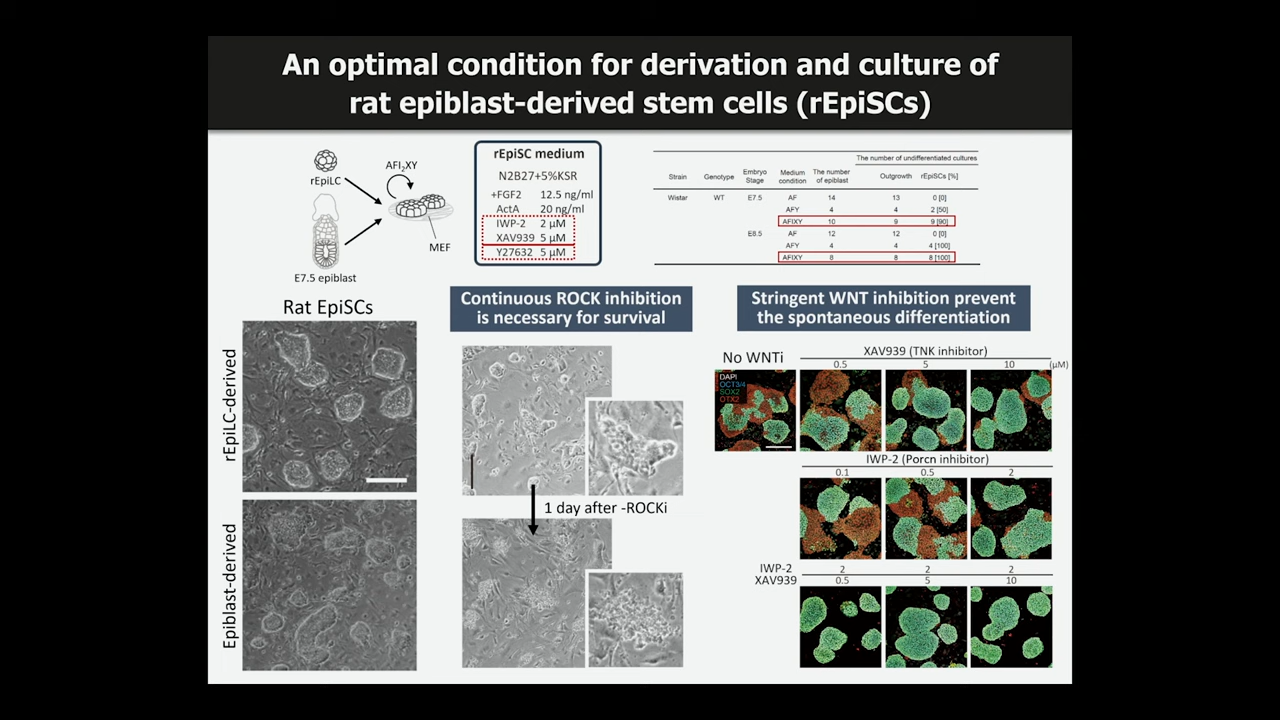 An optimal condition for derivation and culture of
rat epiblast-derived stem cells (rEpiSCs)
rEpiLC
AFI₂XY
MEF
E7.5 epiblast
rEpiSC medium
N2B27+5%KSR
+FGF2 12.5 ng/ml
ActA 20 ng/ml
IWP-2 2 μM
XAV939 5 μM
Y27632 5 μM
The number of undifferentiated cultures
Strain Genotype Embryo Stage Medium condition The number of epiblast Outgrowth rEpiSCs [%]
Wistar WT E7.5 AF 14 13 0 [0]
AFY 4 4 2 [50]
AFIXY 10 9 9 [90]
E8.5 AF 12 12 0 [0]
AFY 4 4 4 [100]
AFIXY 8 8 8 [100]
Rat EpiSCs
rEpiLC-derived
Epiblast-derived
Continuous ROCK inhibition
is necessary for survival
1 day after -ROCKi
Stringent WNT inhibition prevent
the spontaneous differentiation
No WNTi
XAV939 (TNK inhibitor)
0.5 5 10 (μM)
DAPI
OCT3/4
SOX2
OTX2
IWP-2 (Porcn inhibitor)
0.1 0.5 2
IWP-2 2 2 2
XAV939 0.5 5 10